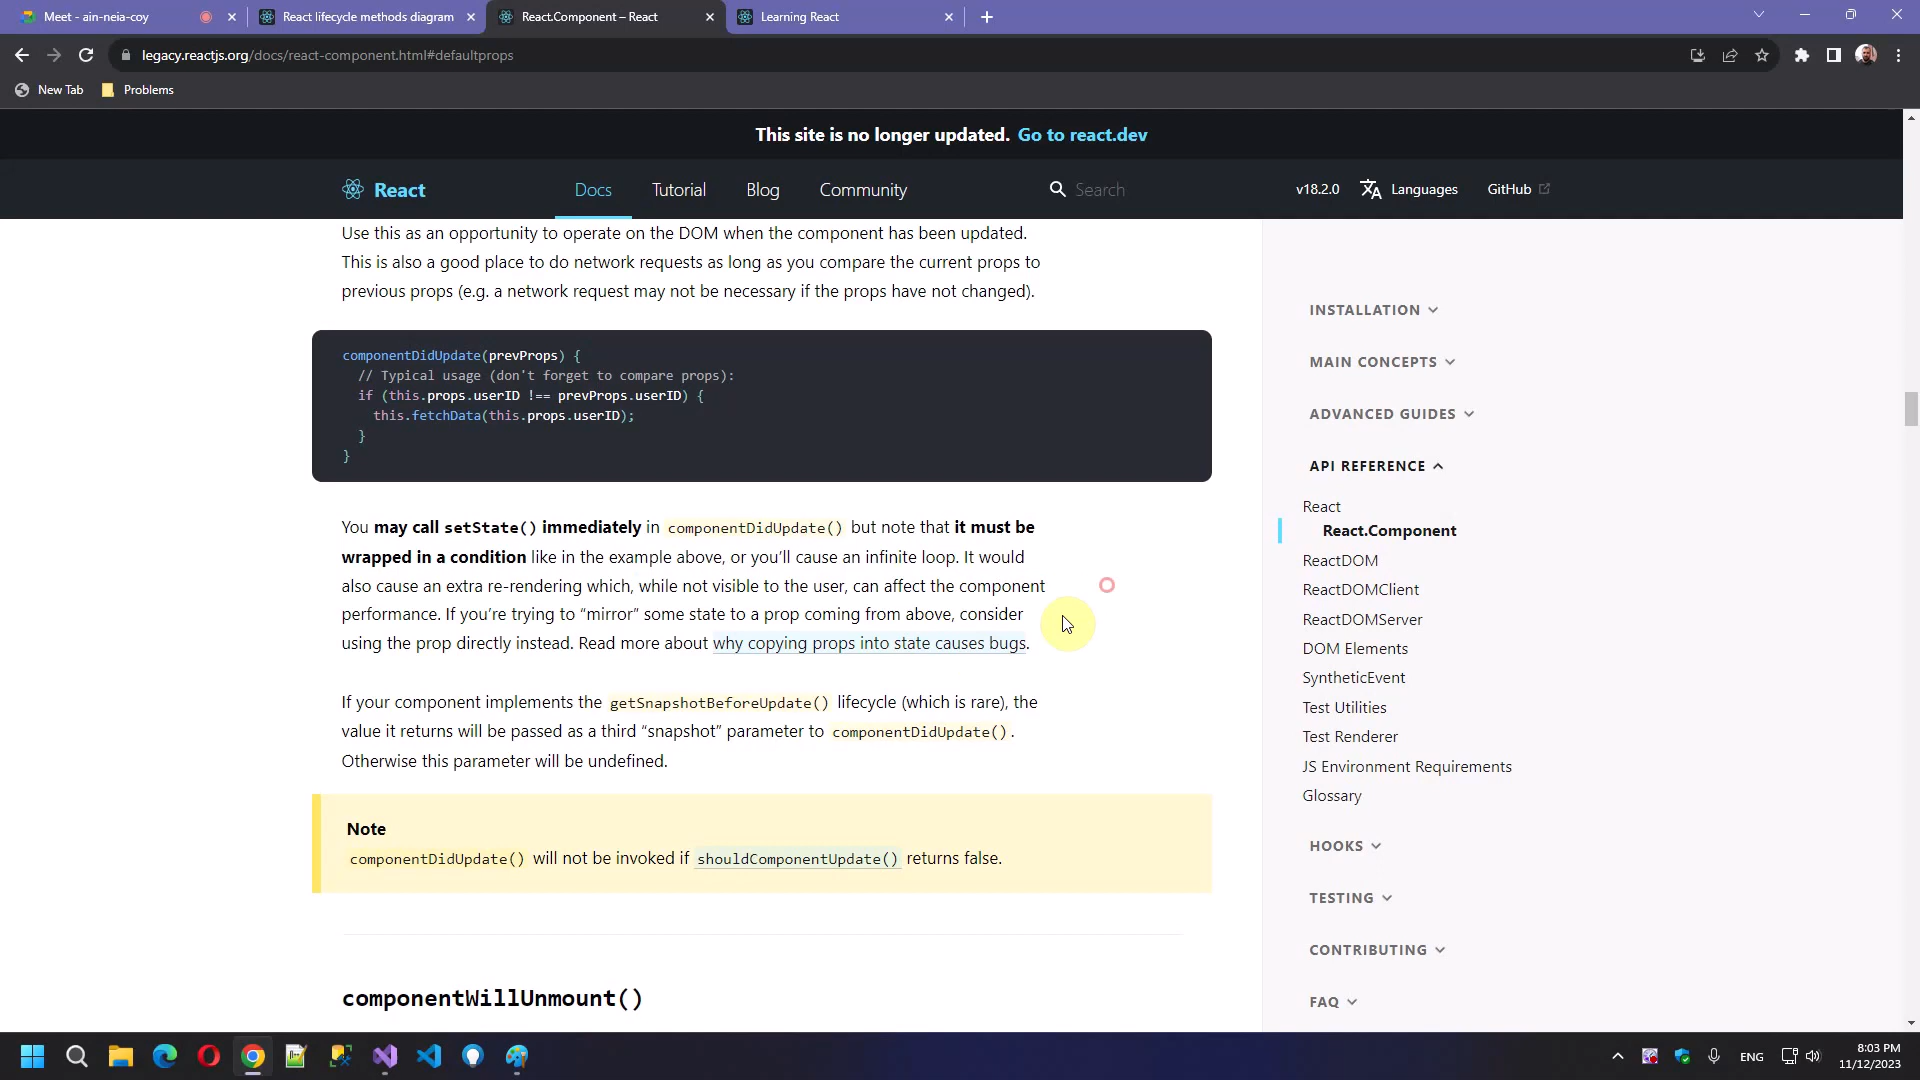 Meet - ain-neia-coy
React lifecycle methods diagram
React.Component – React
Learning React
legacy.reactjs.org/docs/react-component.html#defaultprops
New Tab
Problems
This site is no longer updated. Go to react.dev
React
Docs
Tutorial
Blog
Community
Search
v18.2.0
Languages
GitHub
Use this as an opportunity to operate on the DOM when the component has been updated.
This is also a good place to do network requests as long as you compare the current props to
previous props (e.g. a network request may not be necessary if the props have not changed).
componentDidUpdate(prevProps) {
// Typical usage (don't forget to compare props):
if (this.props.userID !== prevProps.userID) {
this.fetchData(this.props.userID);
}
}
You may call setState() immediately in componentDidUpdate() but note that it must be
wrapped in a condition like in the example above, or you’ll cause an infinite loop. It would
also cause an extra re-rendering which, while not visible to the user, can affect the component
performance. If you’re trying to “mirror” some state to a prop coming from above, consider
using the prop directly instead. Read more about why copying props into state causes bugs.
If your component implements the getSnapshotBeforeUpdate() lifecycle (which is rare), the
value it returns will be passed as a third “snapshot” parameter to componentDidUpdate().
Otherwise this parameter will be undefined.
Note
componentDidUpdate() will not be invoked if shouldComponentUpdate() returns false.
componentWillUnmount()
INSTALLATION
MAIN CONCEPTS
ADVANCED GUIDES
API REFERENCE
React
React.Component
ReactDOM
ReactDOMClient
ReactDOMServer
DOM Elements
SyntheticEvent
Test Utilities
Test Renderer
JS Environment Requirements
Glossary
HOOKS
TESTING
CONTRIBUTING
FAQ
ENG
8:03 PM
11/12/2023